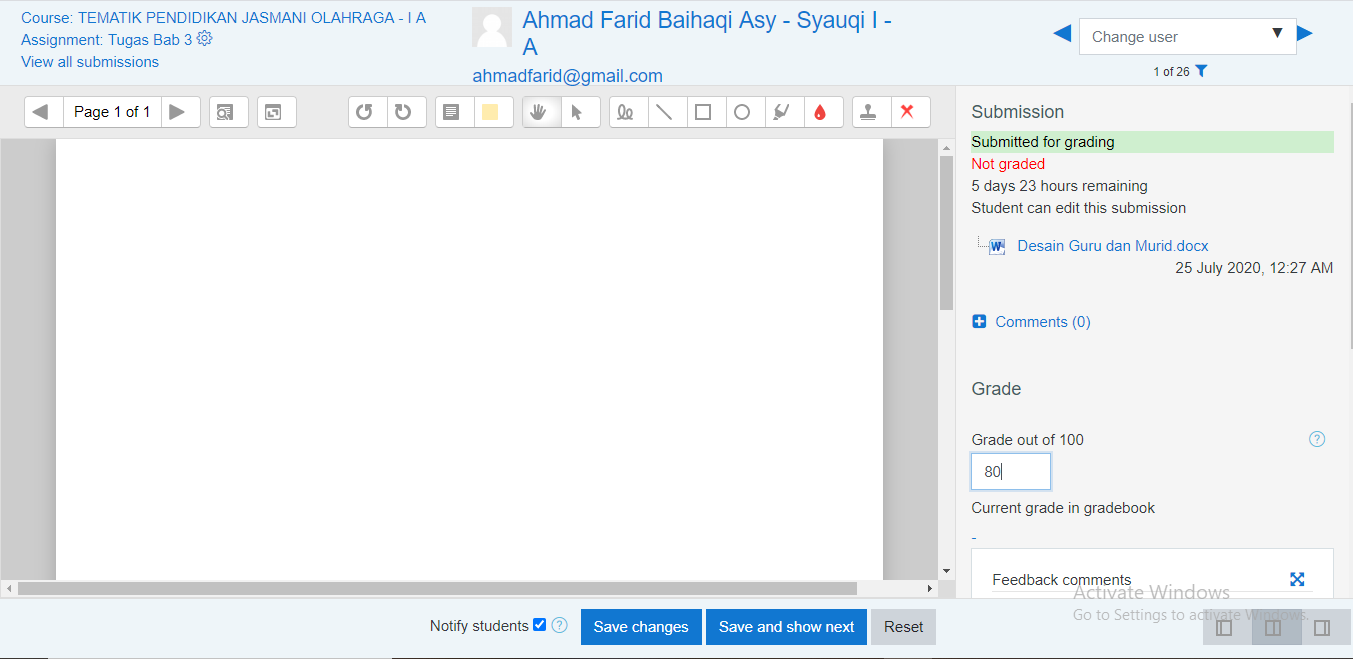 Course: TEMATIK PENDIDIKAN JASMANI OLAHRAGA - I A
Assignment: Tugas Bab 3
View all submissions
Ahmad Farid Baihaqi Asy - Syauqi I -
A
ahmadfarid@gmail.com
Change user
1 of 26
Page 1 of 1
Submission
Submitted for grading
Not graded
5 days 23 hours remaining
Student can edit this submission
Desain Guru dan Murid.docx
25 July 2020, 12:27 AM
Comments (0)
Grade
Grade out of 100
80
Current grade in gradebook
-
Feedback comments
Activate Windows
Go to Settings to activate Windows.
Notify students
Save changes
Save and show next
Reset